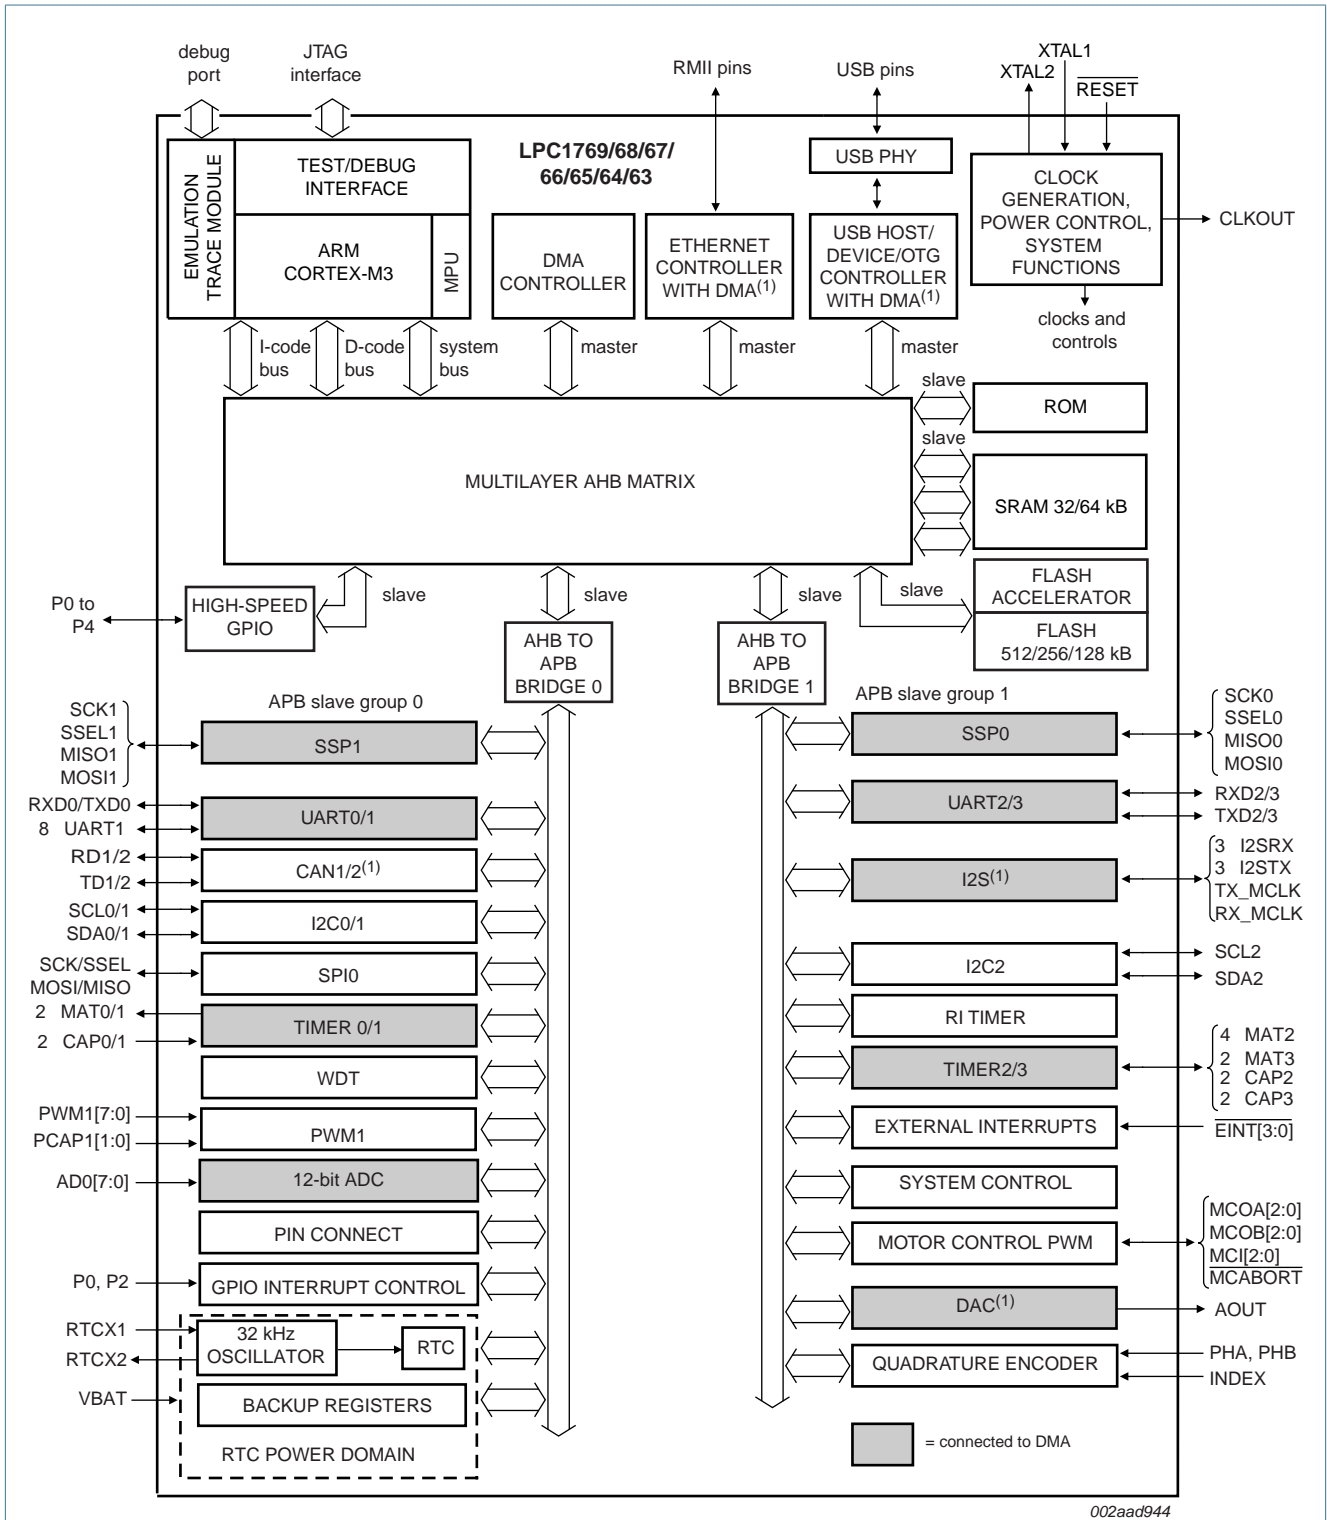 debug
port
JTAG
interface
RMII pins
USB pins
XTAL1
XTAL2
RESET
LPC1769/68/67/
66/65/64/63
EMULATION
TRACE MODULE
TEST/DEBUG
INTERFACE
ARM
CORTEX-M3
MPU
DMA
CONTROLLER
ETHERNET
CONTROLLER
WITH DMA(1)
USB PHY
USB HOST/
DEVICE/OTG
CONTROLLER
WITH DMA(1)
CLOCK
GENERATION,
POWER CONTROL,
SYSTEM
FUNCTIONS
CLKOUT
clocks and
controls
I-code
bus
D-code
bus
system
bus
master
master
master
slave
ROM
slave
SRAM 32/64 kB
MULTILAYER AHB MATRIX
P0 to
P4
HIGH-SPEED
GPIO
slave
slave
slave
slave
FLASH
ACCELERATOR
FLASH
512/256/128 kB
AHB TO
APB
BRIDGE 0
AHB TO
APB
BRIDGE 1
APB slave group 0
SCK1
SSEL1
MISO1
MOSI1
SSP1
RXD0/TXD0
8 UART1
UART0/1
RD1/2
TD1/2
CAN1/2(1)
SCL0/1
SDA0/1
I2C0/1
SCK/SSEL
MOSI/MISO
SPI0
2 MAT0/1
2 CAP0/1
TIMER 0/1
WDT
PWM1[7:0]
PCAP1[1:0]
PWM1
AD0[7:0]
12-bit ADC
PIN CONNECT
P0, P2
GPIO INTERRUPT CONTROL
RTCX1
RTCX2
32 kHz
OSCILLATOR
RTC
VBAT
BACKUP REGISTERS
RTC POWER DOMAIN
APB slave group 1
SSP0
SCK0
SSEL0
MISO0
MOSI0
UART2/3
RXD2/3
TXD2/3
I2S(1)
3 I2SRX
3 I2STX
TX_MCLK
RX_MCLK
I2C2
SCL2
SDA2
RI TIMER
TIMER2/3
4 MAT2
2 MAT3
2 CAP2
2 CAP3
EXTERNAL INTERRUPTS
EINT[3:0]
SYSTEM CONTROL
MOTOR CONTROL PWM
MCOA[2:0]
MCOB[2:0]
MCI[2:0]
MCABORT
DAC(1)
AOUT
QUADRATURE ENCODER
PHA, PHB
INDEX
= connected to DMA
002aad944